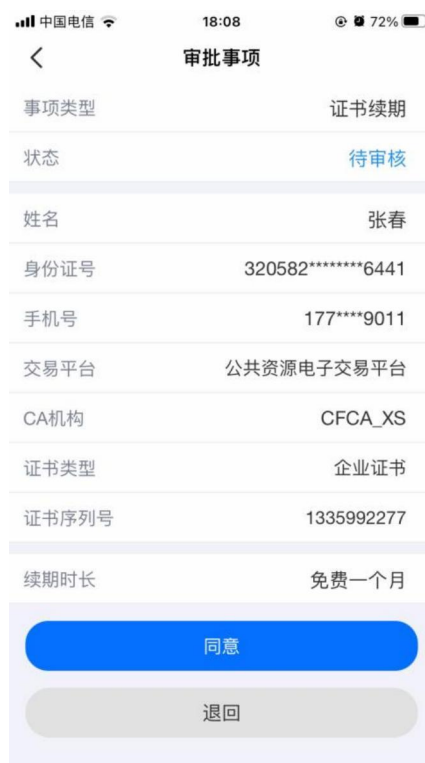 中国电信 18:08 72%
审批事项
事项类型 证书续期
状态 待审核
姓名 张春
身份证号 320582********6441
手机号 177****9011
交易平台 公共资源电子交易平台
CA机构 CFCA_XS
证书类型 企业证书
证书序列号 1335992277
续期时长 免费一个月
同意
退回